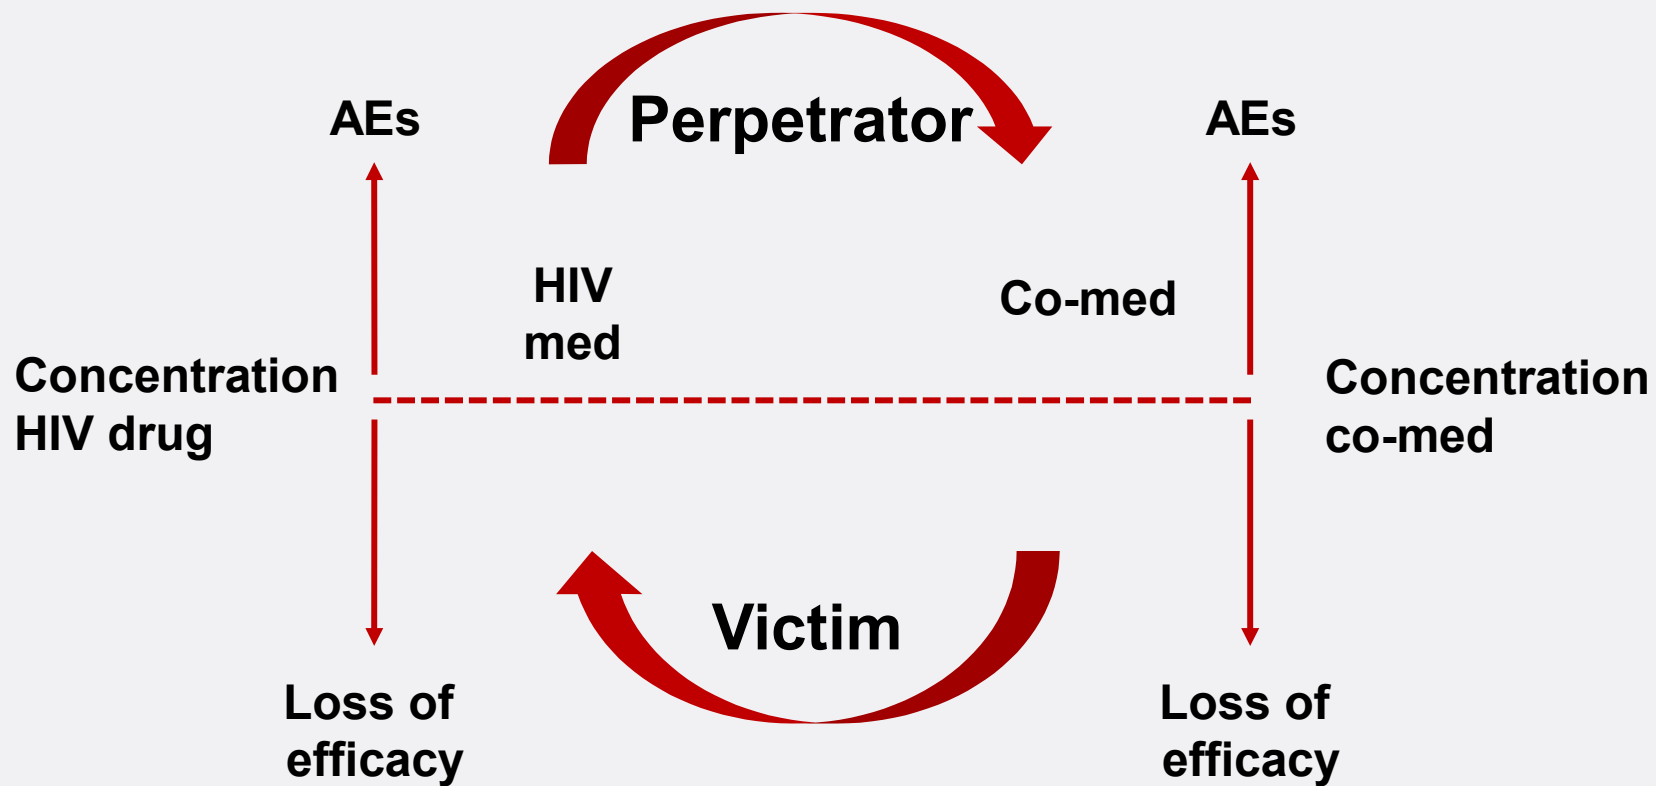 Perpetrator
AEs
AEs
HIV
med
Co-med
Concentration
HIV drug
Concentration
co-med
Victim
Loss of
efficacy
Loss of
efficacy